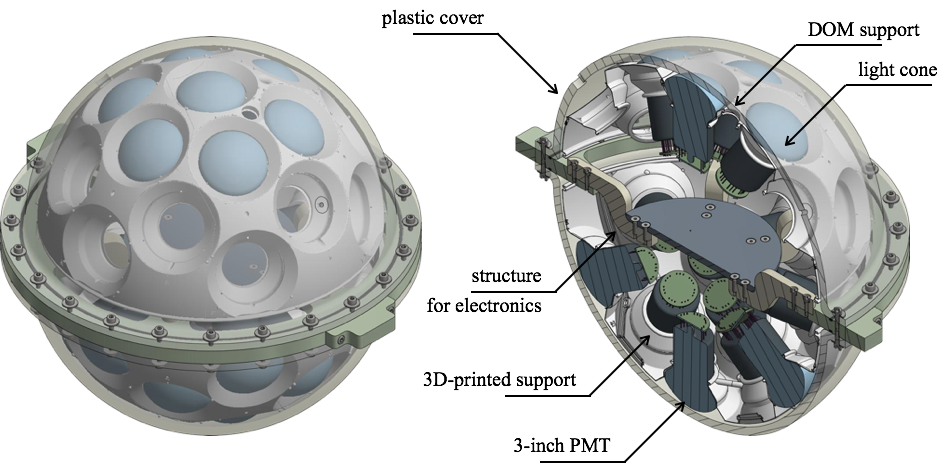 plastic cover
DOM support
light cone
structure
for electronics
3D-printed support
3-inch PMT